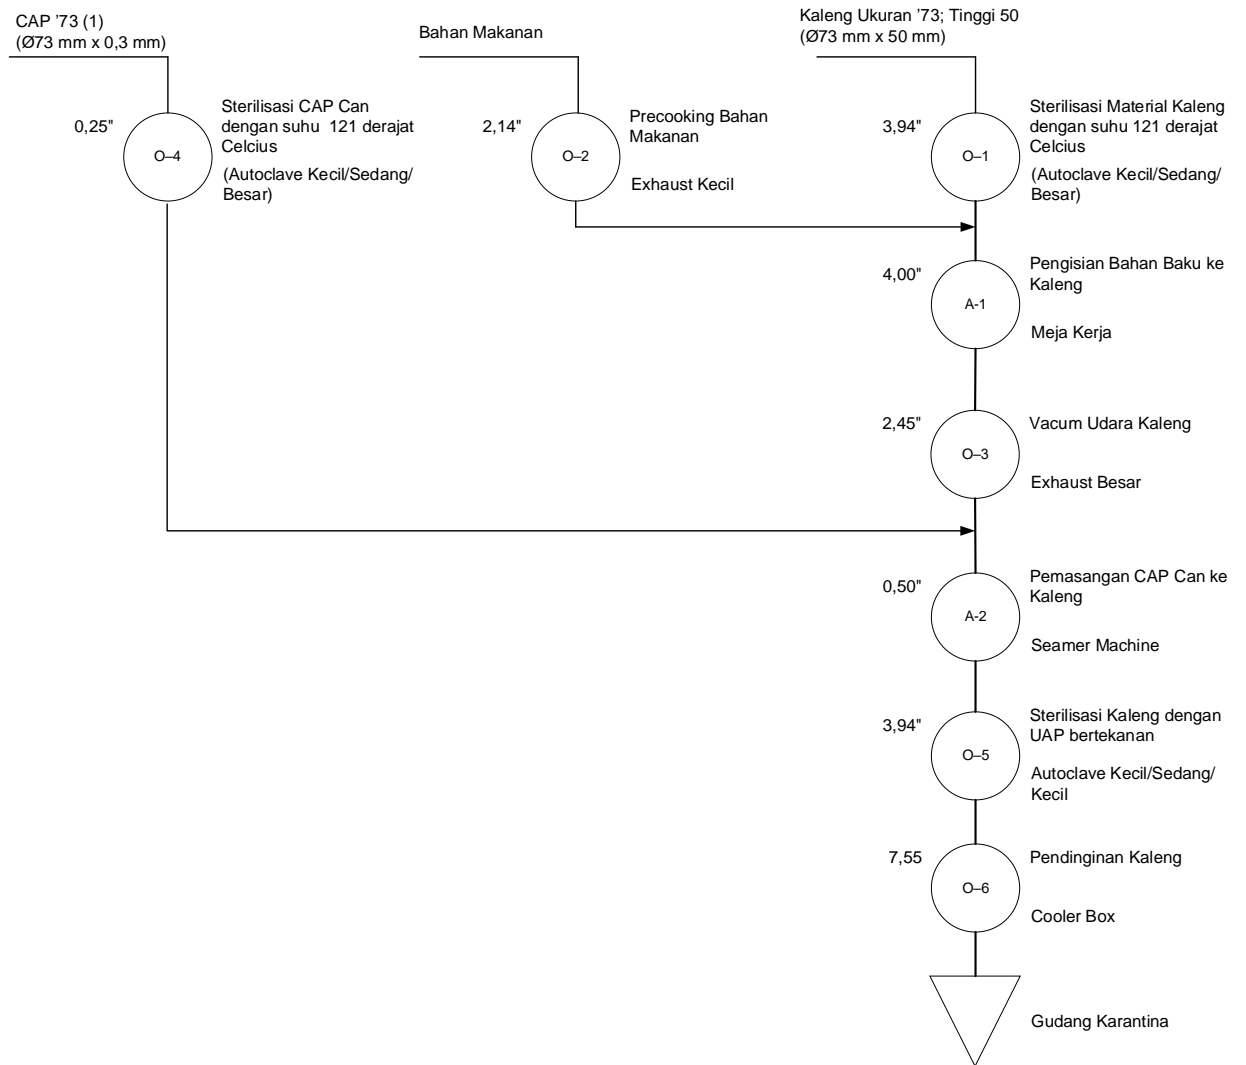 CAP '73 (1)
(Ø73 mm x 0,3 mm)
Bahan Makanan
Kaleng Ukuran '73; Tinggi 50
(Ø73 mm x 50 mm)
0,25"
O–4
Sterilisasi CAP Can
dengan suhu  121 derajat
Celcius
(Autoclave Kecil/Sedang/
Besar)
2,14"
O–2
Precooking Bahan
Makanan
Exhaust Kecil
3,94"
O–1
Sterilisasi Material Kaleng
dengan suhu 121 derajat
Celcius
(Autoclave Kecil/Sedang/
Besar)
4,00"
A-1
Pengisian Bahan Baku ke
Kaleng
Meja Kerja
2,45"
O–3
Vacum Udara Kaleng
Exhaust Besar
0,50"
A-2
Pemasangan CAP Can ke
Kaleng
Seamer Machine
3,94"
O–5
Sterilisasi Kaleng dengan
UAP bertekanan
Autoclave Kecil/Sedang/
Kecil
7,55
O–6
Pendinginan Kaleng
Cooler Box
Gudang Karantina